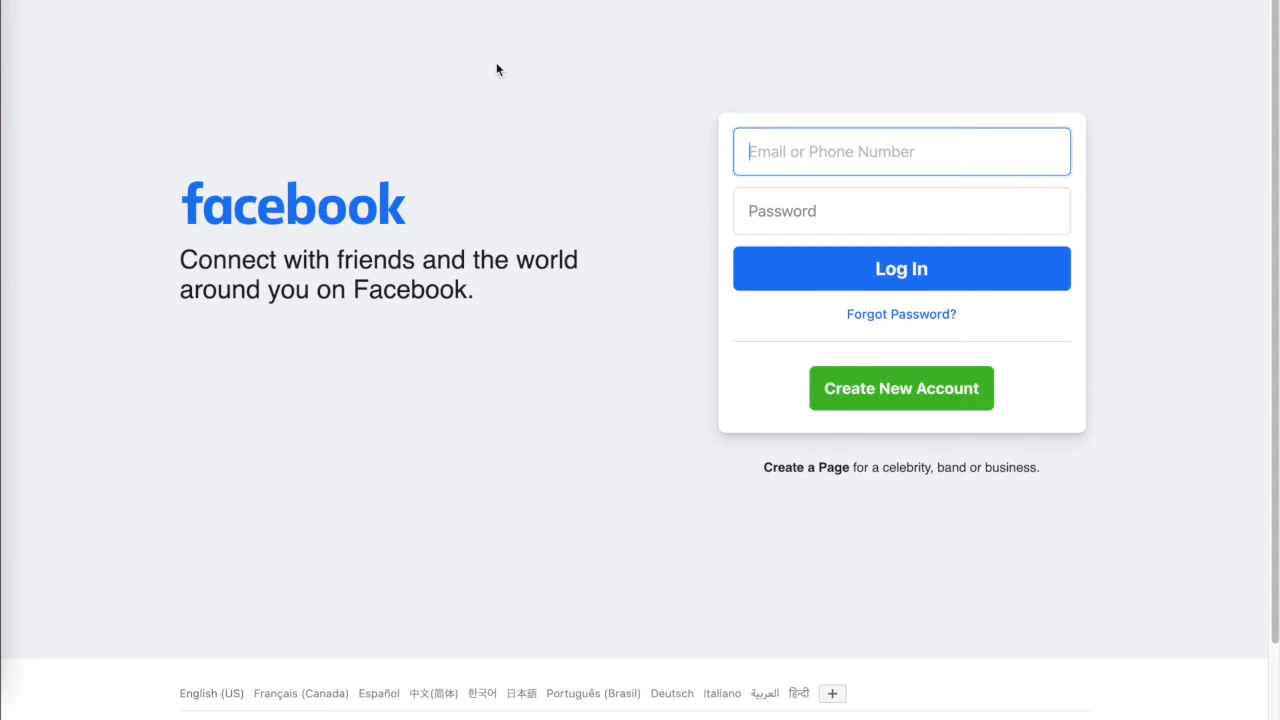 facebook
Connect with friends and the world
around you on Facebook.
Email or Phone Number
Password
Log In
Forgot Password?
Create New Account
Create a Page for a celebrity, band or business.
English (US) Français (Canada) Español 中文(简体) 한국어 日本語 Português (Brasil) Deutsch Italiano العربية हिन्दी +